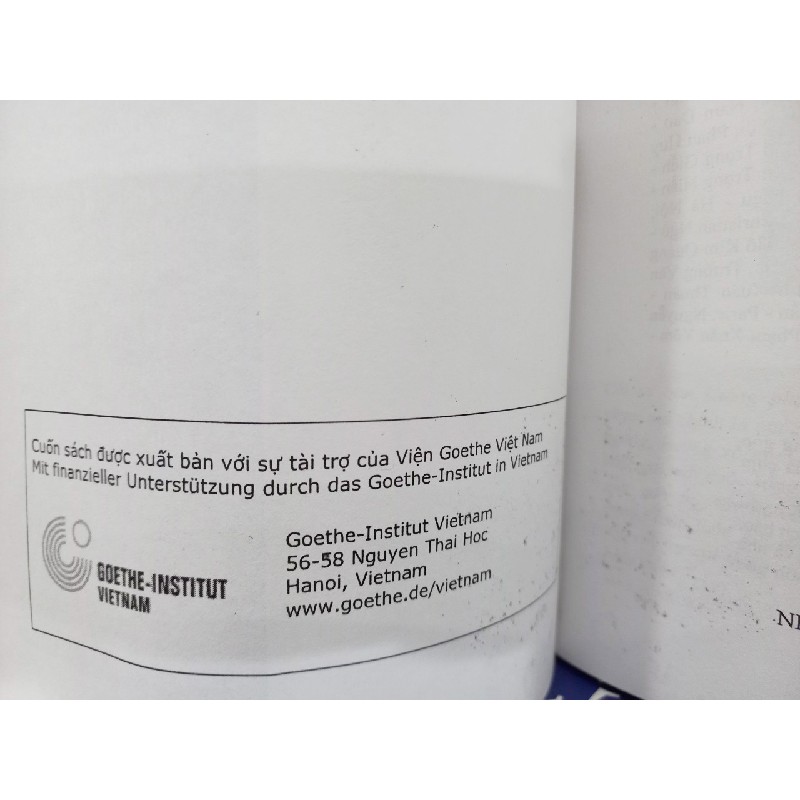 Cuốn sách được xuất bản với sự tài trợ của Viện Goethe Việt Nam
Mit finanzieller Unterstützung durch das Goethe-Institut in Vietnam
GOETHE-INSTITUT
VIETNAM
Goethe-Institut Vietnam
56-58 Nguyen Thai Hoc
Hanoi, Vietnam
www.goethe.de/vietnam